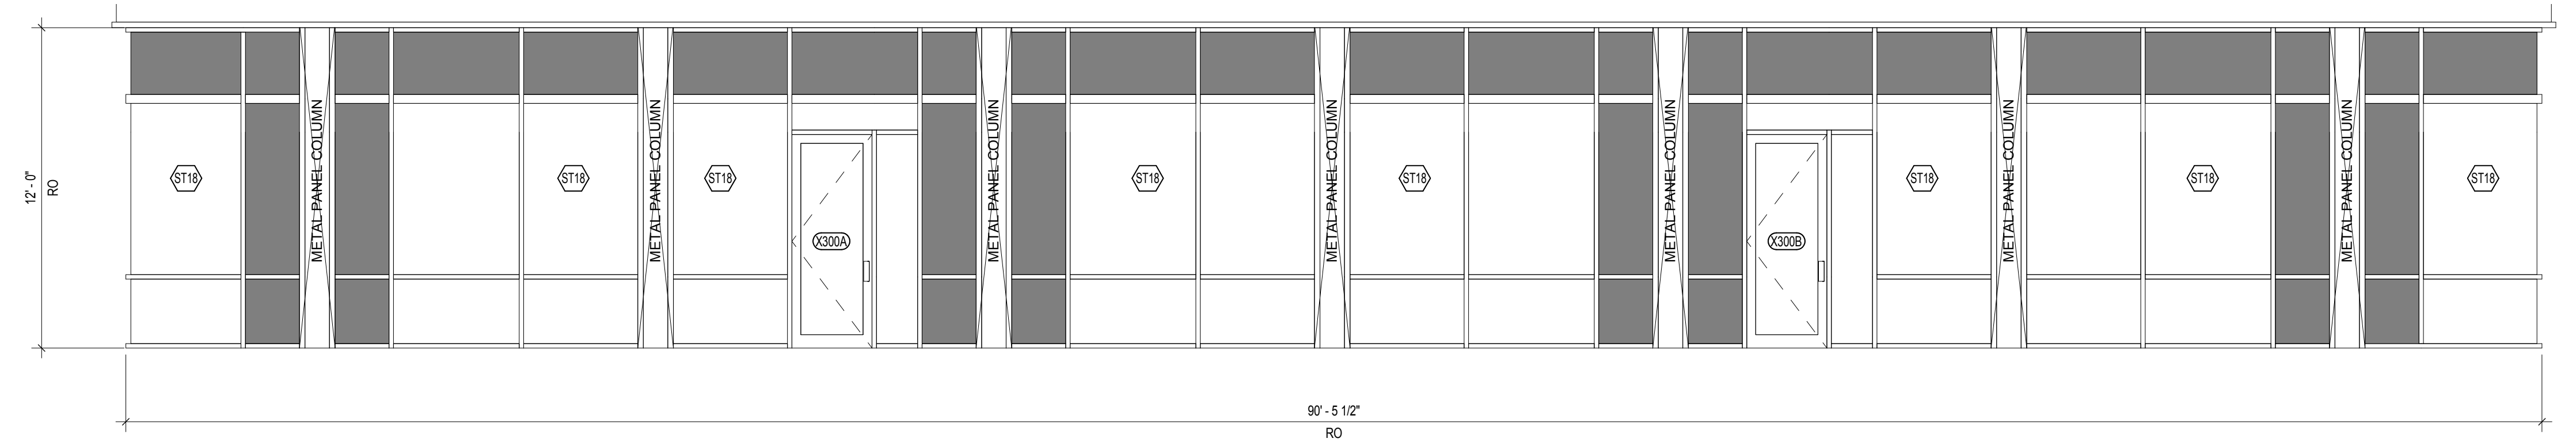 12' - 0"
RO
ST18
METAL PANEL COLUMN
ST18
METAL PANEL COLUMN
ST18
X300A
METAL PANEL COLUMN
ST18
METAL PANEL COLUMN
ST18
METAL PANEL COLUMN
X300B
ST18
METAL PANEL COLUMN
ST18
METAL PANEL COLUMN
ST18
90' - 5 1/2"
RO